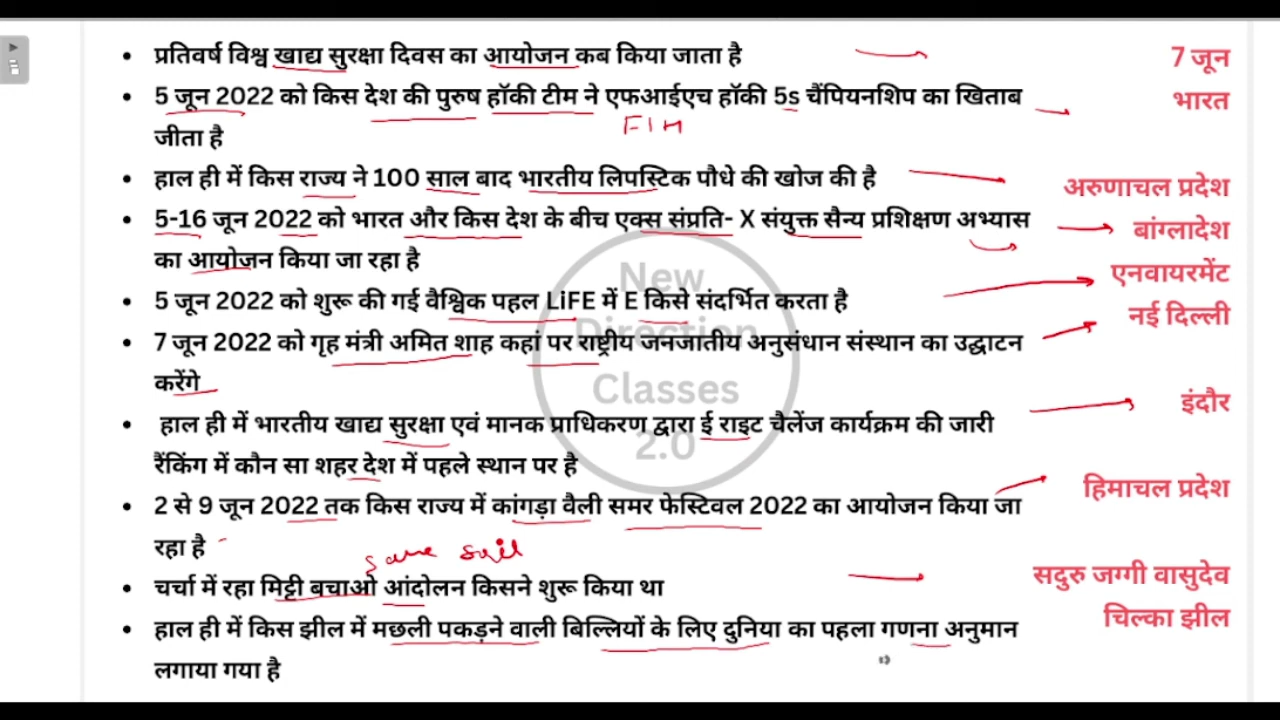 • प्रतिवर्ष विश्व खाद्य सुरक्षा दिवस का आयोजन कब किया जाता है 7 जून
• 5 जून 2022 को किस देश की पुरुष हॉकी टीम ने एफआईएच हॉकी 5s चैंपियनशिप का खिताब भारत
FIH
जीता है
• हाल ही में किस राज्य ने 100 साल बाद भारतीय लिपस्टिक पौधे की खोज की है अरुणाचल प्रदेश
• 5-16 जून 2022 को भारत और किस देश के बीच एक्स संप्रति- X संयुक्त सैन्य प्रशिक्षण अभ्यास बांग्लादेश
का आयोजन किया जा रहा है
New
एनवायरमेंट
• 5 जून 2022 को शुरू की गई वैश्विक पहल LiFE में E किसे संदर्भित करता है
नई दिल्ली
Direction
• 7 जून 2022 को गृह मंत्री अमित शाह कहां पर राष्ट्रीय जनजातीय अनुसंधान संस्थान का उद्घाटन
करेंगे
Classes
इंदौर
• हाल ही में भारतीय खाद्य सुरक्षा एवं मानक प्राधिकरण द्वारा ई राइट चैलेंज कार्यक्रम की जारी
2.0
रैंकिंग में कौन सा शहर देश में पहले स्थान पर है
हिमाचल प्रदेश
• 2 से 9 जून 2022 तक किस राज्य में कांगड़ा वैली समर फेस्टिवल 2022 का आयोजन किया जा
रहा है
save soil
• चर्चा में रहा मिट्टी बचाओ आंदोलन किसने शुरू किया था सदुरु जग्गी वासुदेव
चिल्का झील
• हाल ही में किस झील में मछली पकड़ने वाली बिल्लियों के लिए दुनिया का पहला गणना अनुमान
लगाया गया है